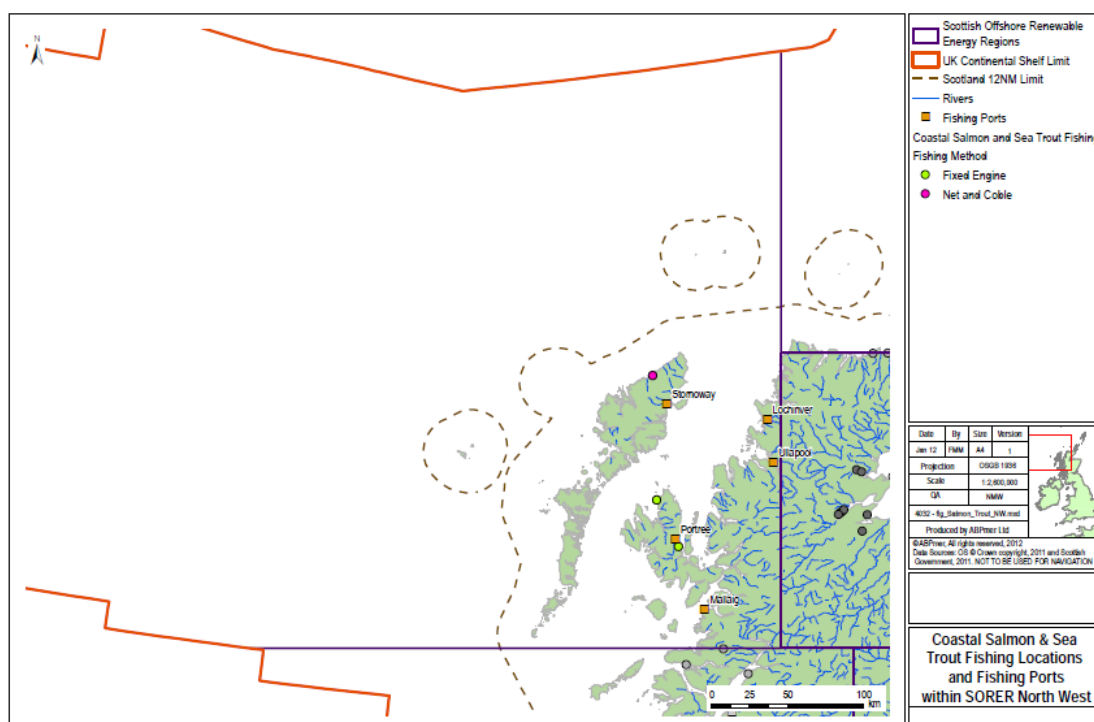 N
Stornoway
Lochinver
Ullapool
Portree
Mallaig
0 25 50 100
km
Scottish Offshore Renewable
Energy Regions
UK Continental Shelf Limit
Scotland 12NM Limit
Rivers
Fishing Ports
Coastal Salmon and Sea Trout Fishing
Fishing Method
Fixed Engine
Net and Coble
Date By Size Version
Jan 12 FMM A4 1
Projection OSGB 1936
Scale 1:2,600,000
QA NMW
4032 - fig_Salmon_Trout_NW.mxd
Produced by ABPmer Ltd
©ABPmer, All rights reserved, 2012
Data Sources: OS © Crown copyright, 2011 and Scottish
Government, 2011. NOT TO BE USED FOR NAVIGATION
Coastal Salmon & Sea
Trout Fishing Locations
and Fishing Ports
within SORER North West